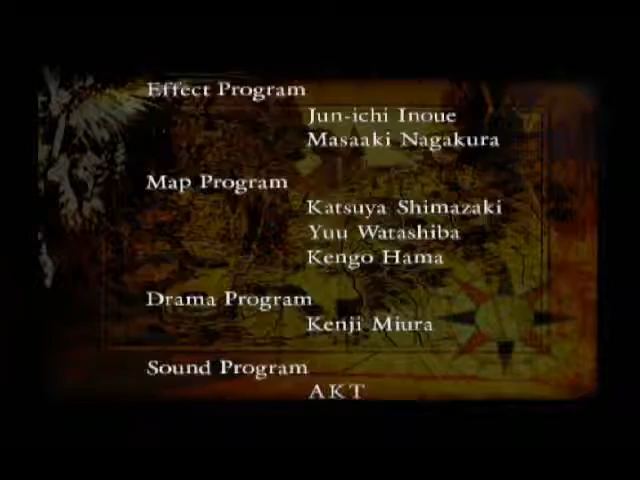 Effect Program
Jun-ichi Inoue
Masaaki Nagakura
Map Program
Katsuya Shimazaki
Yuu Watashiba
Kengo Hama
Drama Program
Kenji Miura
Sound Program
AKT